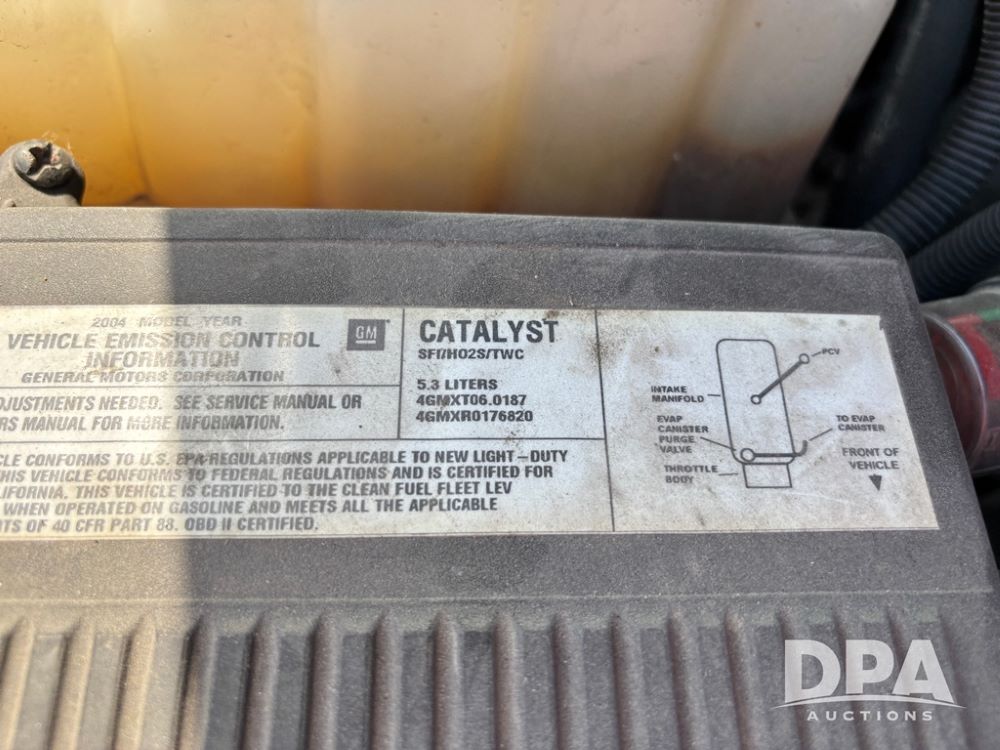 2004 MODEL YEAR
VEHICLE EMISSION CONTROL
INFORMATION
GENERAL MOTORS CORPORATION
GM
DJUSTMENTS NEEDED. SEE SERVICE MANUAL OR
RS MANUAL FOR MORE INFORMATION.
CATALYST
SFI/HO2S/TWC
5.3 LITERS
4GMXT06.0187
4GMXR0176820
CLE CONFORMS TO U.S. EPA REGULATIONS APPLICABLE TO NEW LIGHT-DUTY
THIS VEHICLE CONFORMS TO FEDERAL REGULATIONS AND IS CERTIFIED FOR
LIFORNIA. THIS VEHICLE IS CERTIFIED TO THE CLEAN FUEL FLEET LEV
WHEN OPERATED ON GASOLINE AND MEETS ALL THE APPLICABLE
TS OF 40 CFR PART 88. OBD II CERTIFIED.
PCV
INTAKE
MANIFOLD
EVAP
CANISTER
PURGE
VALVE
THROTTLE
BODY
TO EVAP
CANISTER
FRONT OF
VEHICLE
DPA
AUCTIONS